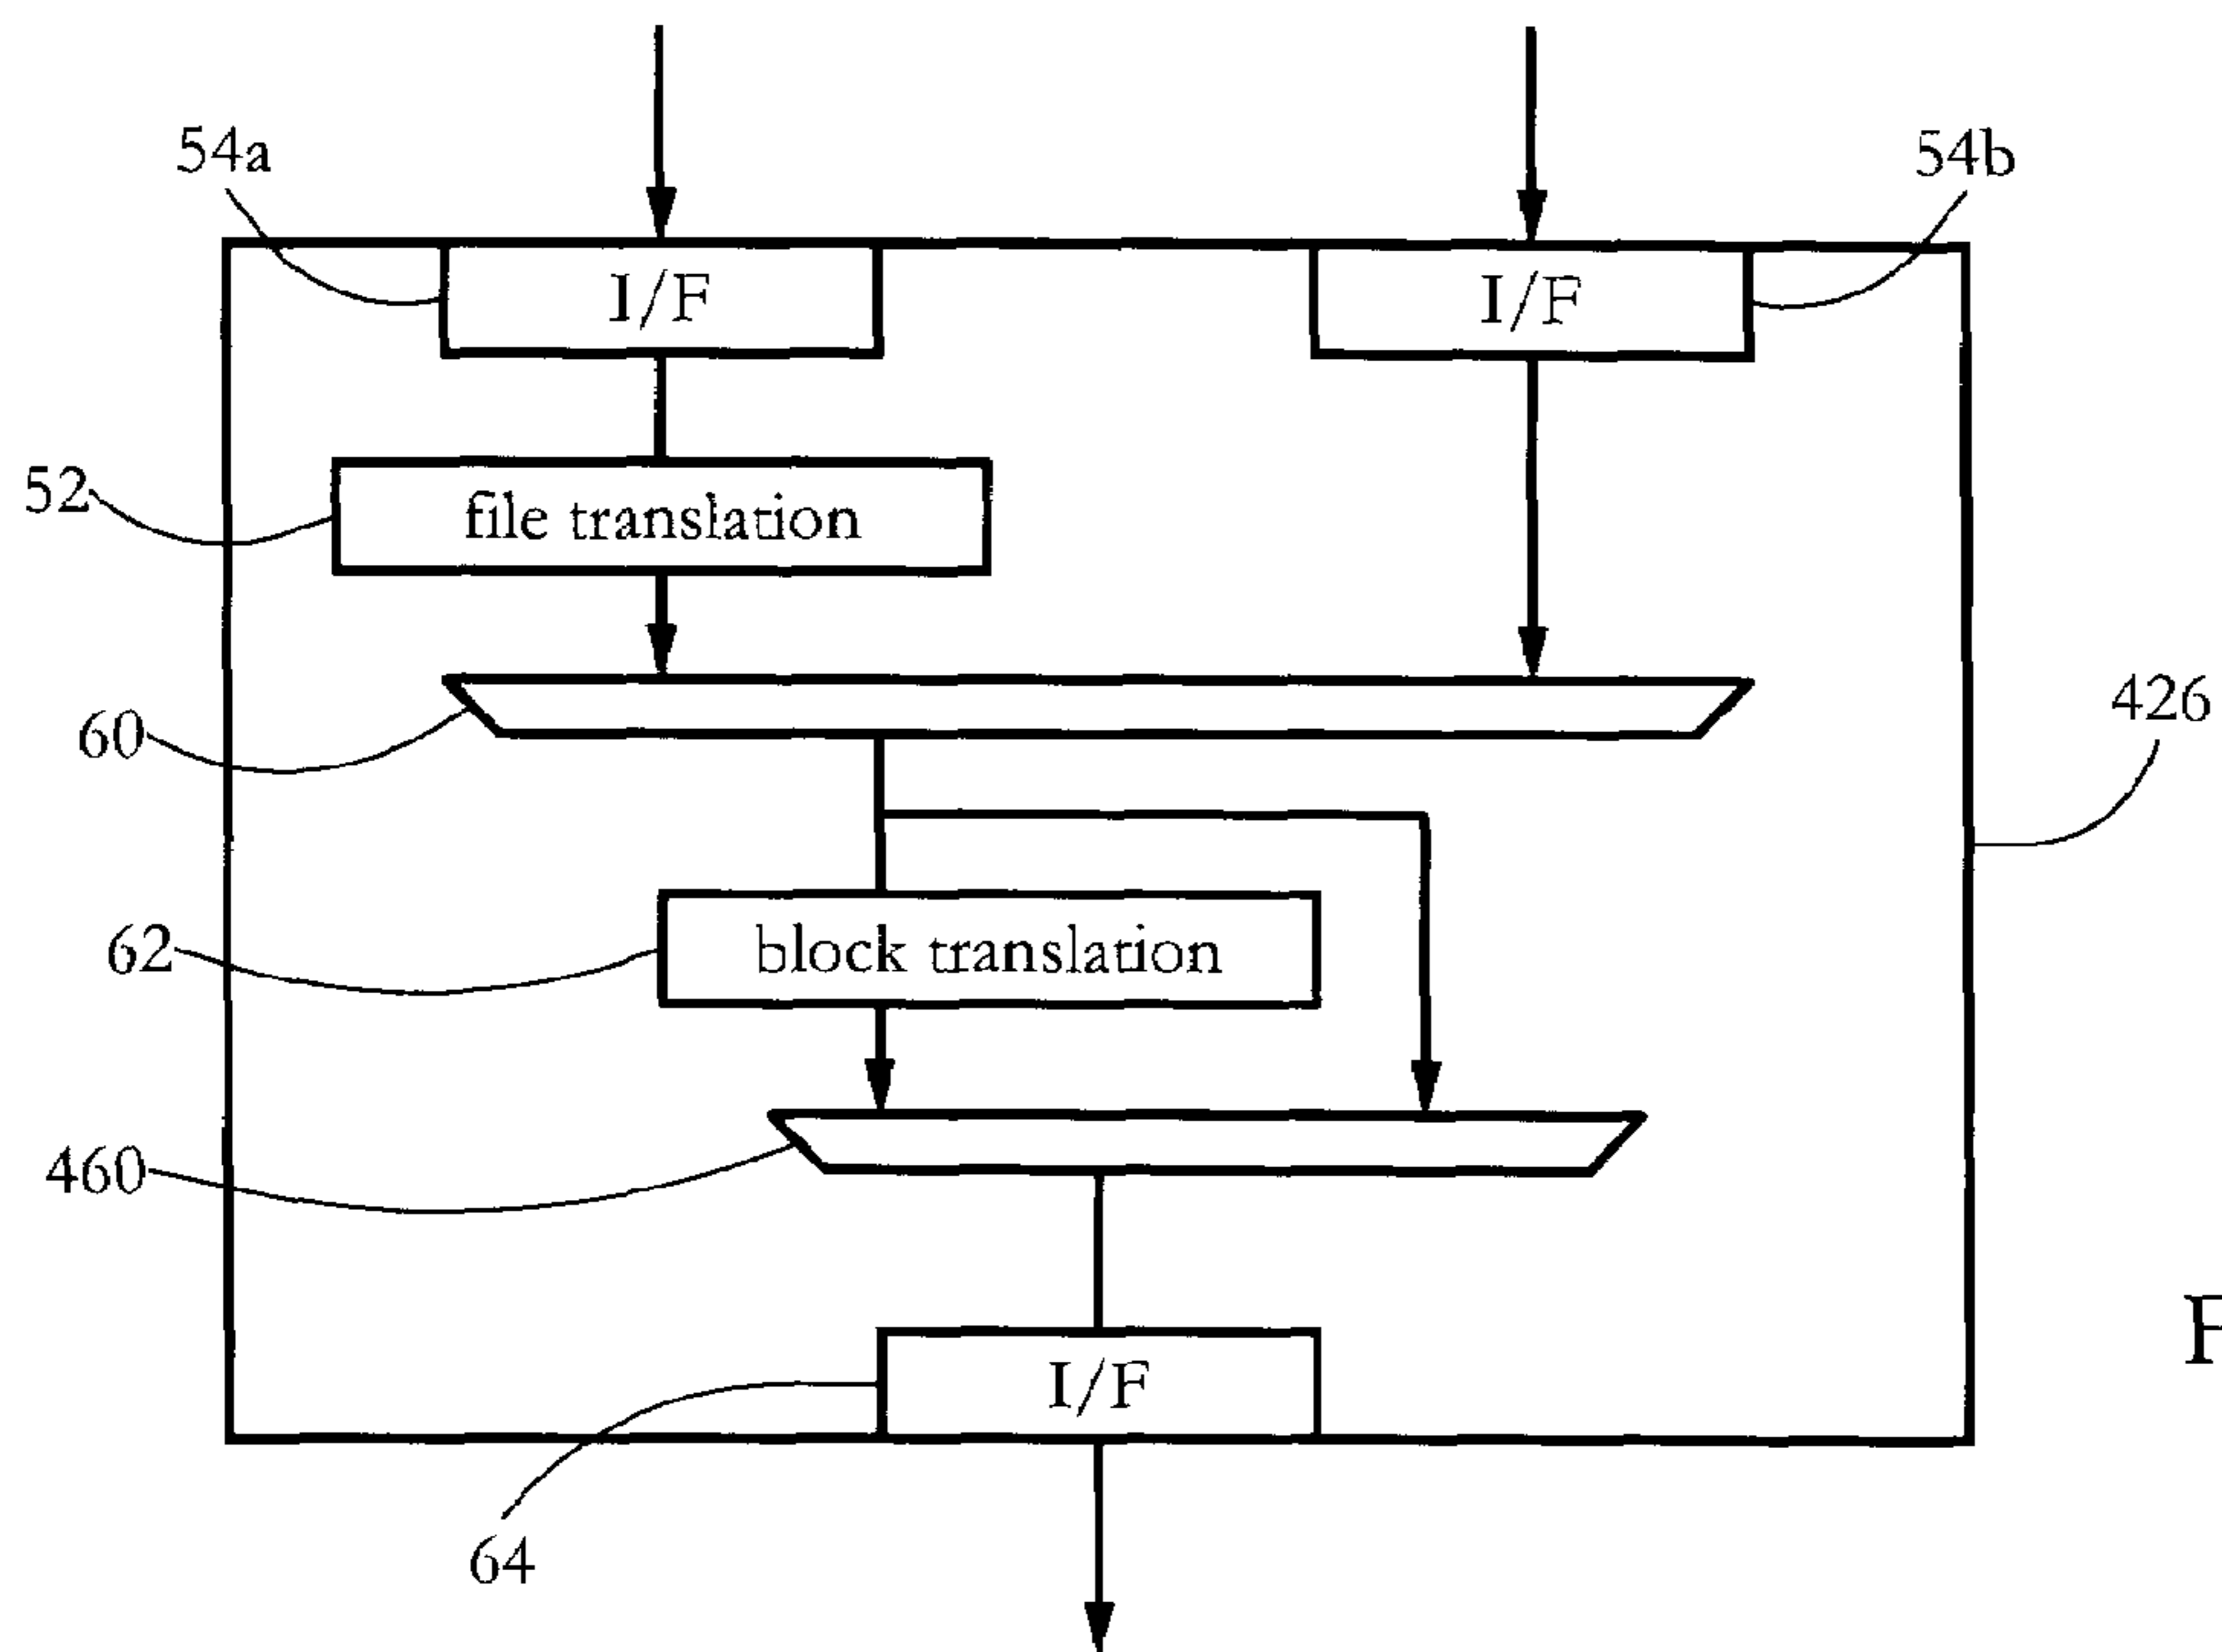 54a
54b
I/F
I/F
52
file translation
60
426
62
block translation
460
F
I/F
64